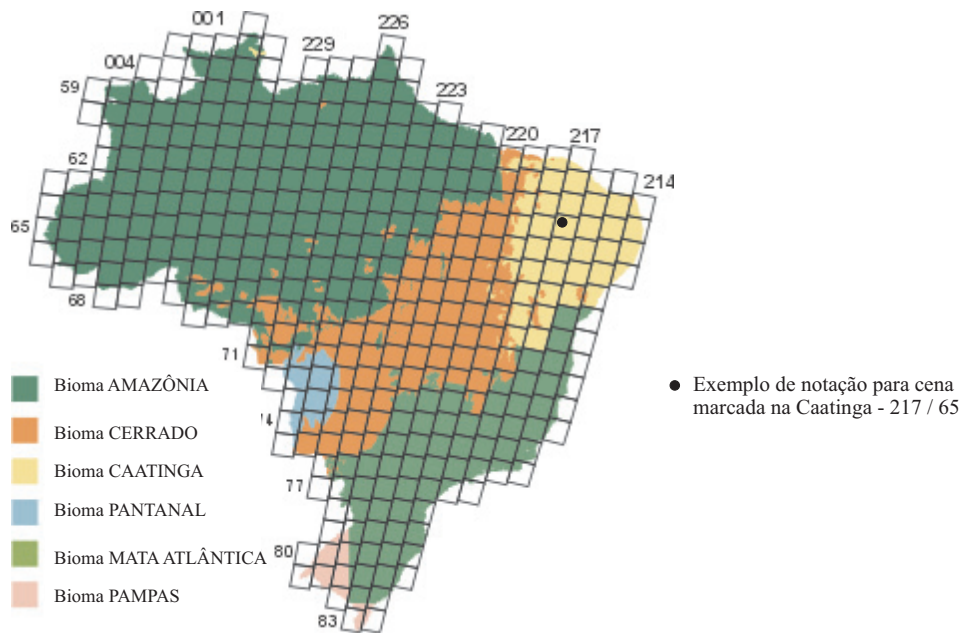 001
226
004
229
59
223
220
217
62
214
65
68
71
Bioma AMAZÔNIA
Exemplo de notação para cena
marcada na Caatinga - 217 / 65
Bioma CERRADO
Bioma CAATINGA
77
Bioma PANTANAL
Bioma MATA ATLÂNTICA
80
Bioma PAMPAS
83